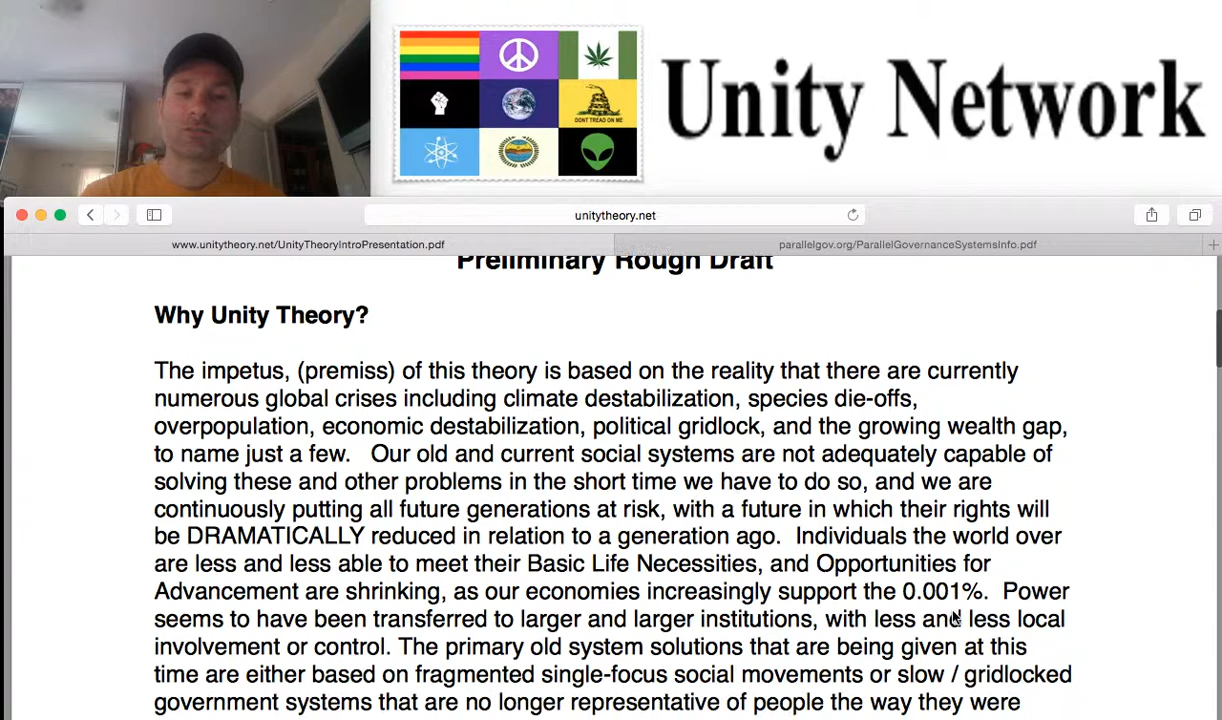 DONT TREAD ON ME
Unity Network
unitytheory.net
www.unitytheory.net/UnityTheoryIntroPresentation.pdf
parallelgov.org/ParallelGovernanceSystemsInfo.pdf
Preliminary Rough Draft
Why Unity Theory?
The impetus, (premiss) of this theory is based on the reality that there are currently
numerous global crises including climate destabilization, species die-offs,
overpopulation, economic destabilization, political gridlock, and the growing wealth gap,
to name just a few.   Our old and current social systems are not adequately capable of
solving these and other problems in the short time we have to do so, and we are
continuously putting all future generations at risk, with a future in which their rights will
be DRAMATICALLY reduced in relation to a generation ago.  Individuals the world over
are less and less able to meet their Basic Life Necessities, and Opportunities for
Advancement are shrinking, as our economies increasingly support the 0.001%.  Power
seems to have been transferred to larger and larger institutions, with less and less local
involvement or control. The primary old system solutions that are being given at this
time are either based on fragmented single-focus social movements or slow / gridlocked
government systems that are no longer representative of people the way they were